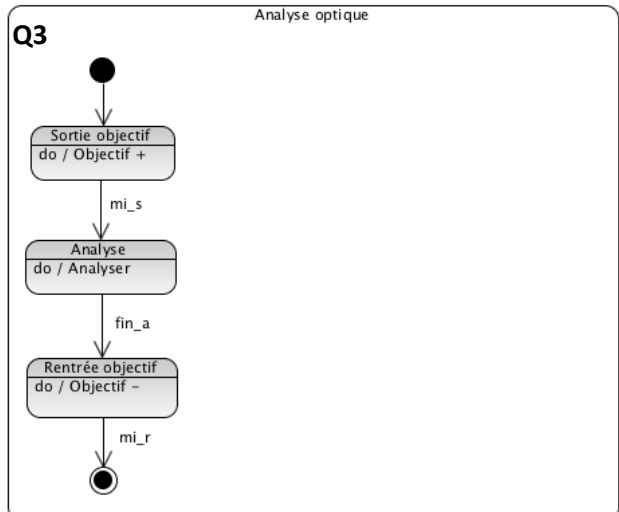 Analyse optique
Q3
Sortie objectif
do / Objectif +
mi_s
Analyse
do / Analyser
fin_a
Rentrée objectif
do / Objectif -
mi_r